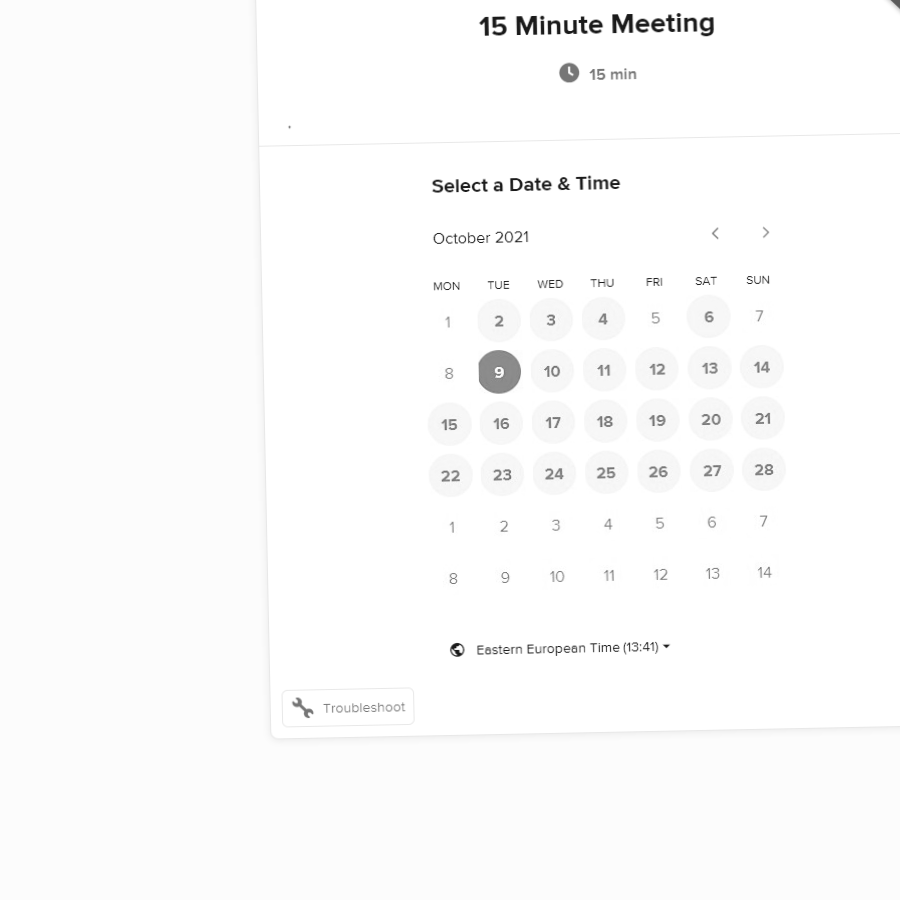 15 Minute Meeting
15 min
.
Select a Date & Time
October 2021
MON TUE WED THU FRI SAT SUN
1 2 3 4 5 6 7
8 9 10 11 12 13 14
15 16 17 18 19 20 21
22 23 24 25 26 27 28
1 2 3 4 5 6 7
8 9 10 11 12 13 14
Eastern European Time (13:41)
Troubleshoot